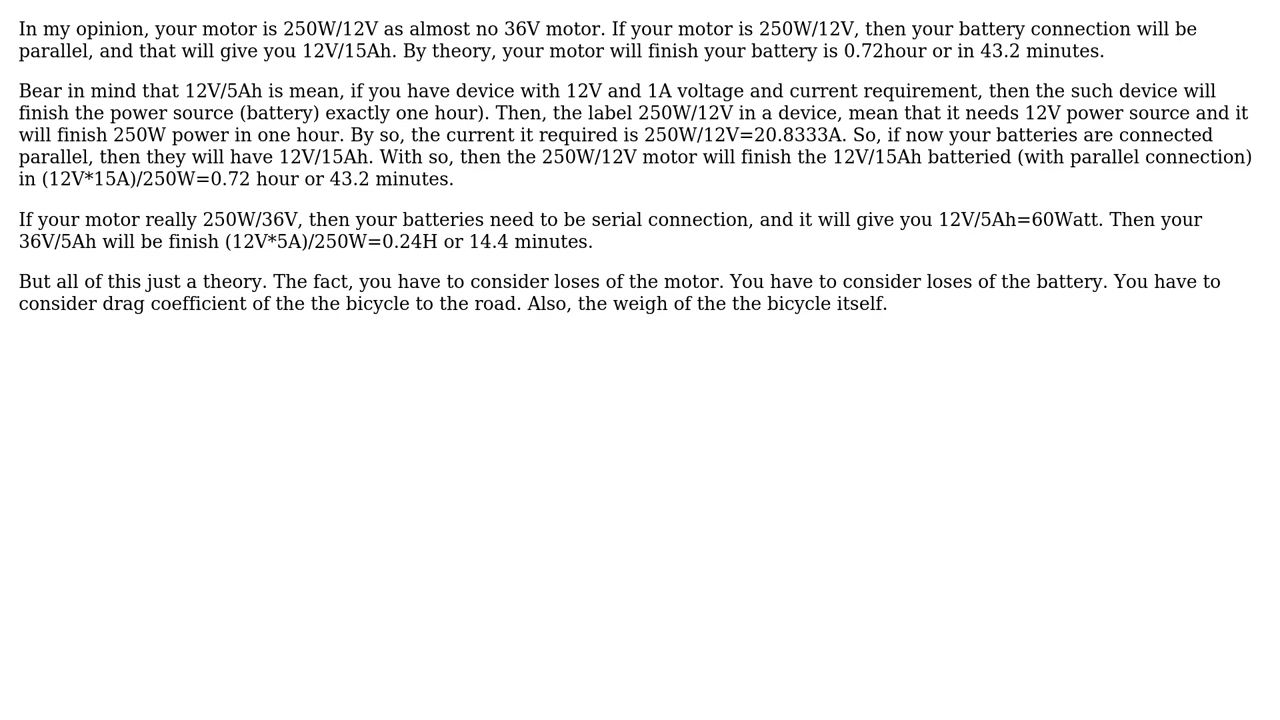 In my opinion, your motor is 250W/12V as almost no 36V motor. If your motor is 250W/12V, then your battery connection will be
parallel, and that will give you 12V/15Ah. By theory, your motor will finish your battery is 0.72hour or in 43.2 minutes.
Bear in mind that 12V/5Ah is mean, if you have device with 12V and 1A voltage and current requirement, then the such device will
finish the power source (battery) exactly one hour). Then, the label 250W/12V in a device, mean that it needs 12V power source and it
will finish 250W power in one hour. By so, the current it required is 250W/12V=20.8333A. So, if now your batteries are connected
parallel, then they will have 12V/15Ah. With so, then the 250W/12V motor will finish the 12V/15Ah batteried (with parallel connection)
in (12V*15A)/250W=0.72 hour or 43.2 minutes.
If your motor really 250W/36V, then your batteries need to be serial connection, and it will give you 12V/5Ah=60Watt. Then your
36V/5Ah will be finish (12V*5A)/250W=0.24H or 14.4 minutes.
But all of this just a theory. The fact, you have to consider loses of the motor. You have to consider loses of the battery. You have to
consider drag coefficient of the the bicycle to the road. Also, the weigh of the the bicycle itself.